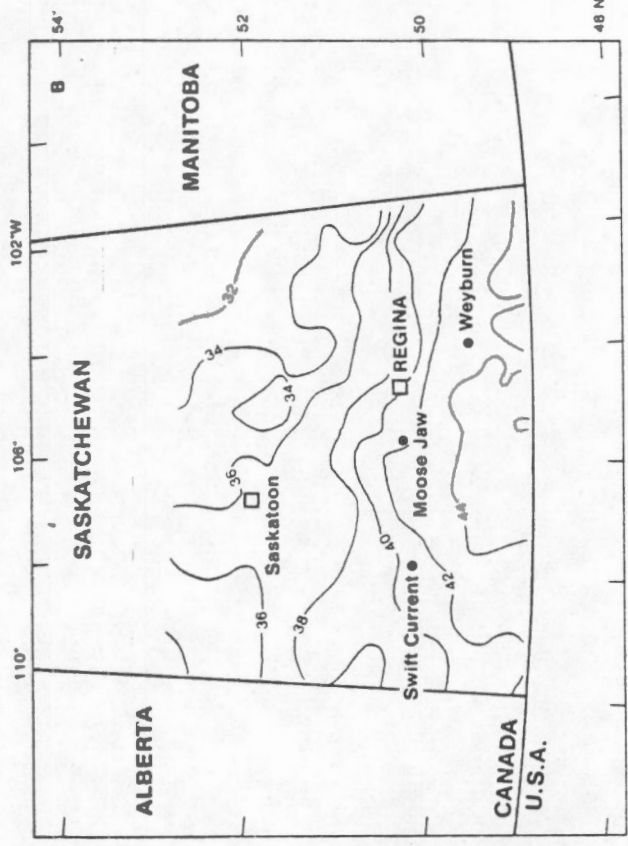 110°
106°
102°W
54°
B
SASKATCHEWAN
ALBERTA
MANITOBA
52
32
34
34
36
36
Saskatoon
38
40
REGINA
Moose Jaw
Swift Current
50
42
44
Weyburn
CANADA
U.S.A.
48 N